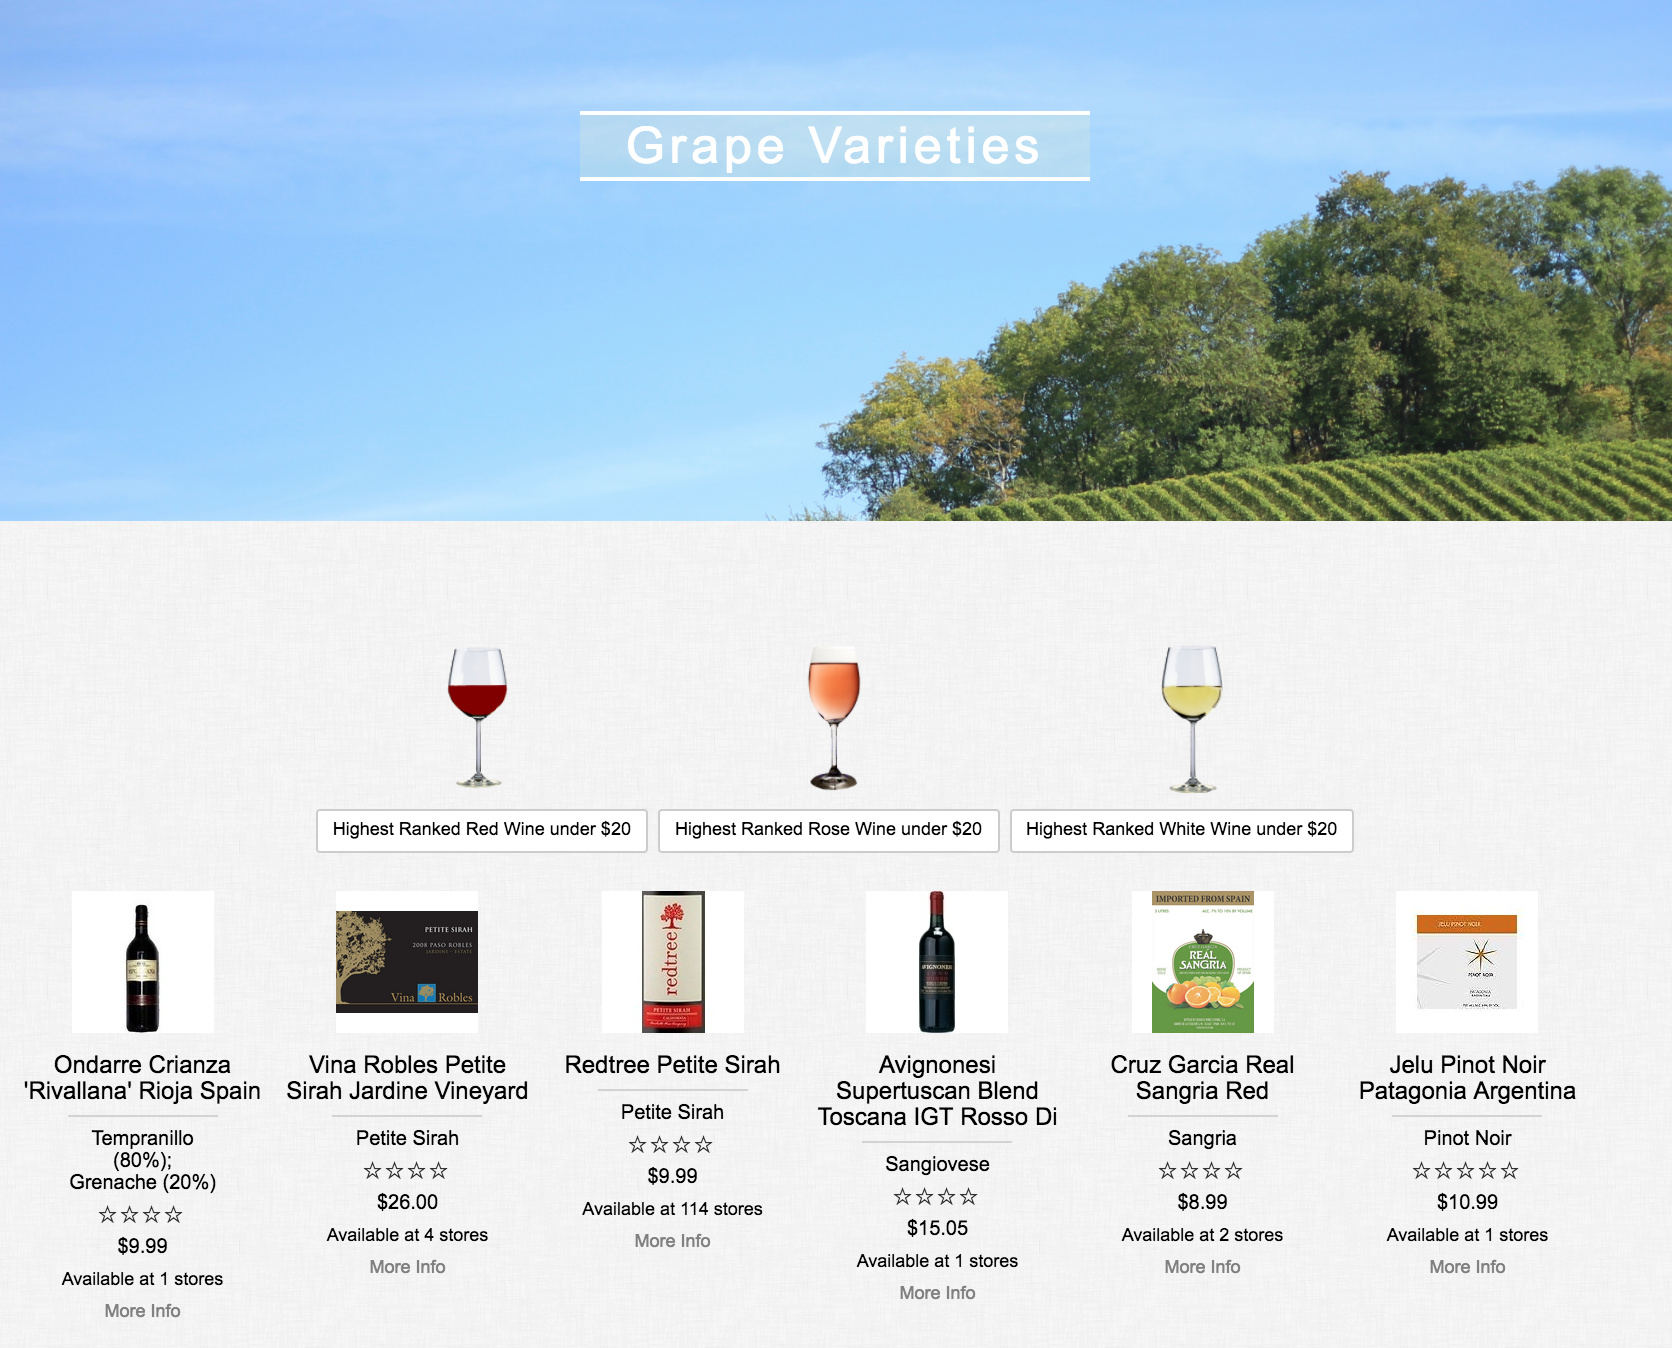 Grape Varieties
Highest Ranked Red Wine under $20
Highest Ranked Rose Wine under $20
Highest Ranked White Wine under $20
PETITE SIRAH
2008 PASO ROBLES
JARDINE - ESTATE
Vina Robles
redtree
PETITE SIRAH
CALIFORNIA
AVIGNONESI
IMPORTED FROM SPAIN
REAL
SANGRIA
JELU PINOT NOIR
PINOT NOIR
PATAGONIA
Ondarre Crianza
'Rivallana' Rioja Spain
Tempranillo
(80%);
Grenache (20%)
☆☆☆☆
$9.99
Available at 1 stores
More Info
Vina Robles Petite
Sirah Jardine Vineyard
Petite Sirah
☆☆☆☆
$26.00
Available at 4 stores
More Info
Redtree Petite Sirah
Petite Sirah
☆☆☆☆
$9.99
Available at 114 stores
More Info
Avignonesi
Supertuscan Blend
Toscana IGT Rosso Di
Sangiovese
☆☆☆☆
$15.05
Available at 1 stores
More Info
Cruz Garcia Real
Sangria Red
Sangria
☆☆☆☆
$8.99
Available at 2 stores
More Info
Jelu Pinot Noir
Patagonia Argentina
Pinot Noir
☆☆☆☆☆
$10.99
Available at 1 stores
More Info